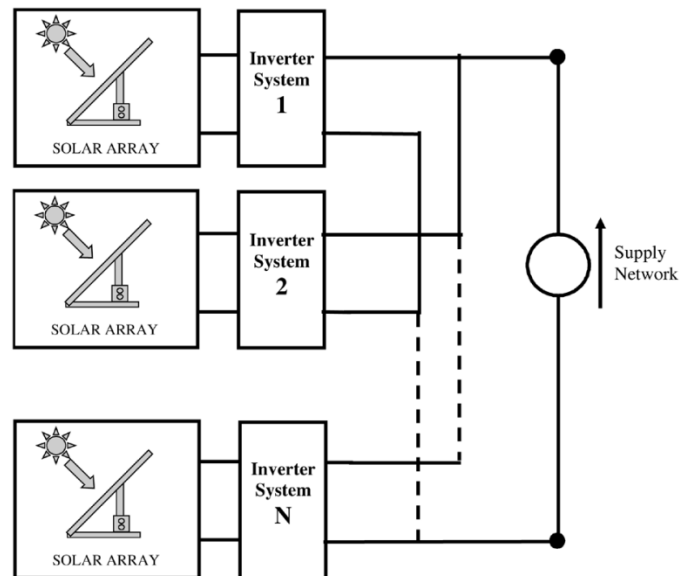 SOLAR ARRAY
Inverter
System
1
SOLAR ARRAY
Inverter
System
2
Supply
Network
SOLAR ARRAY
Inverter
System
N